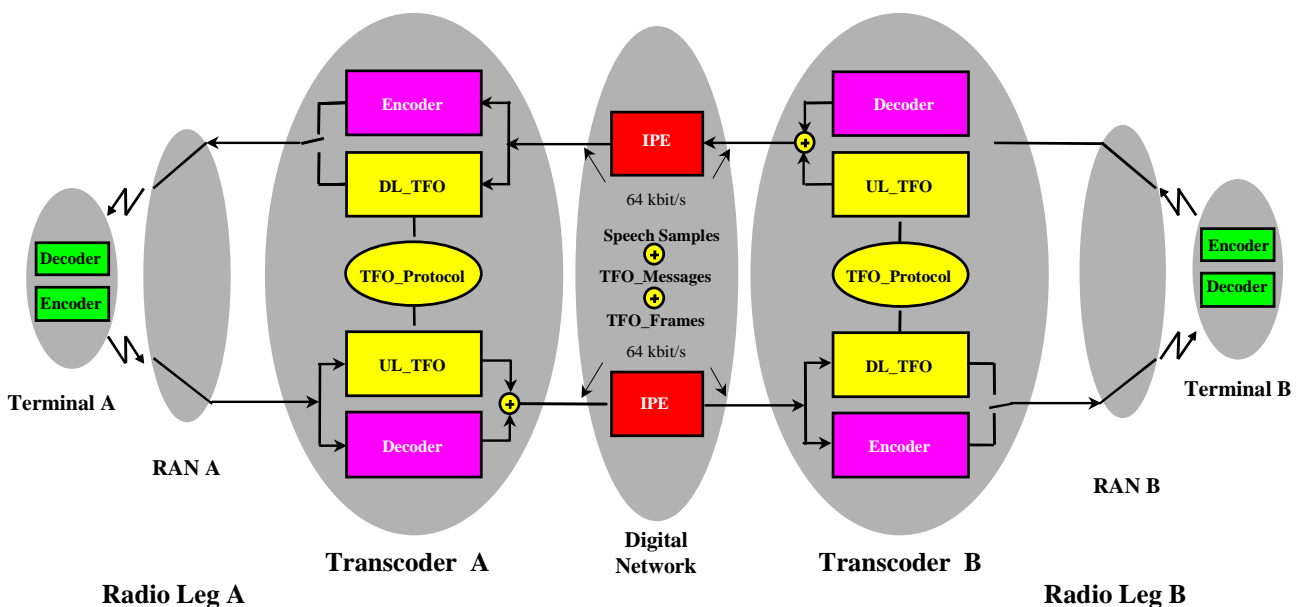 Encoder
Decoder
IPE
DL_TFO
UL_TFO
64 kbit/s
Speech Samples
TFO_Messages
TFO_Frames
64 kbit/s
Decoder
Encoder
TFO_Protocol
TFO_Protocol
Encoder
Decoder
UL_TFO
DL_TFO
IPE
Decoder
Encoder
Terminal A
Terminal B
RAN A
RAN B
Transcoder A
Digital
Network
Transcoder B
Radio Leg A
Radio Leg B